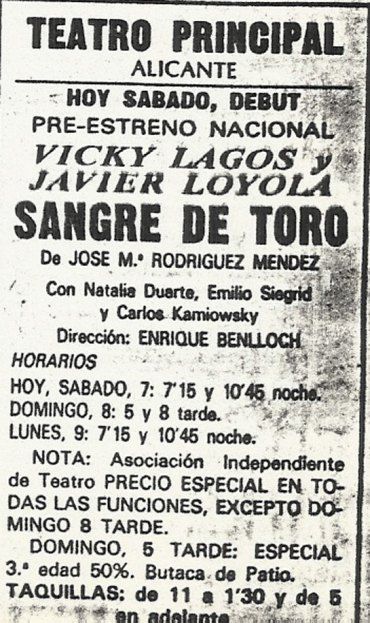 TEATRO PRINCIPAL
ALICANTE
HOY SABADO, DEBUT
PRE-ESTRENO NACIONAL
VICKY LAGOS y
JAVIER LOYOLA
SANGRE DE TORO
De JOSE M.ª RODRIGUEZ MENDEZ
Con Natalia Duarte, Emilio Siegrid
y Carlos Kamiowsky
Dirección: ENRIQUE BENLLOCH
HORARIOS
HOY, SABADO, 7: 7'15 y 10'45 noche.
DOMINGO, 8: 5 y 8 tarde.
LUNES, 9: 7'15 y 10'45 noche.
NOTA: Asociación Independiente
de Teatro PRECIO ESPECIAL EN TO-
DAS LAS FUNCIONES, EXCEPTO DO-
MINGO 8 TARDE.
DOMINGO, 5 TARDE: ESPECIAL
3.ª edad 50%. Butaca de Patio.
TAQUILLAS: de 11 a 1'30 y de 5
en adelante